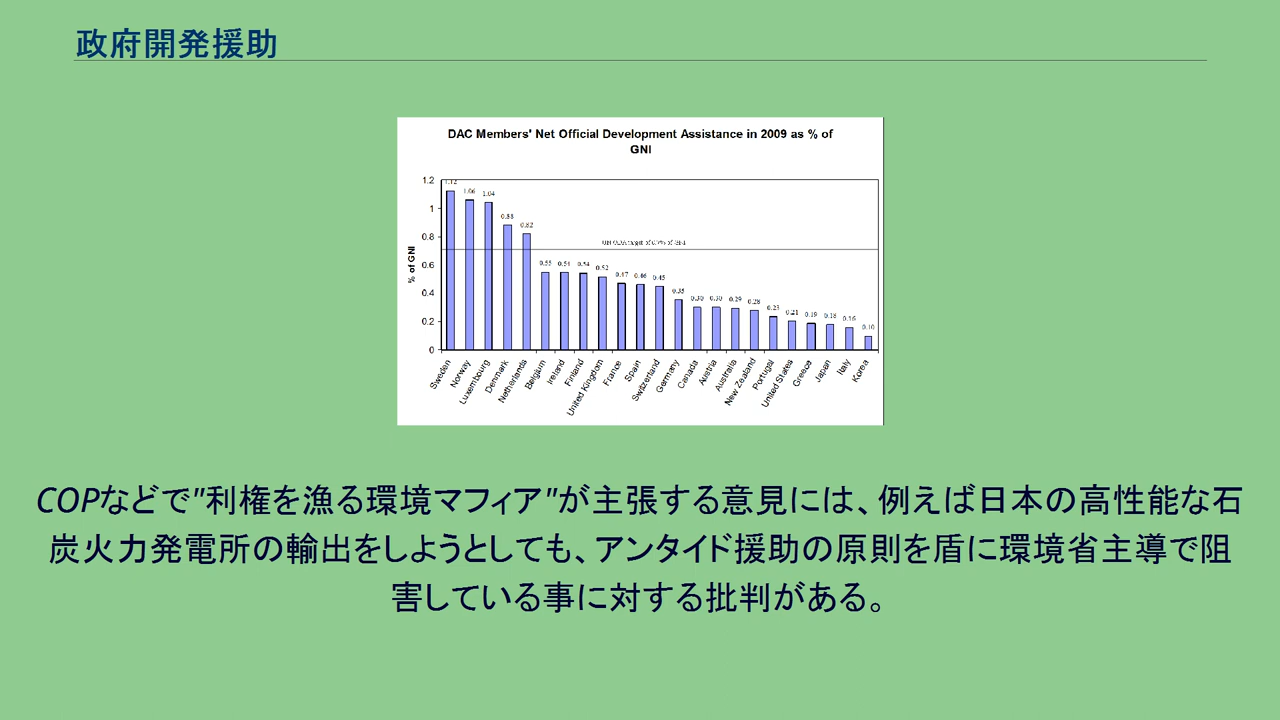 政府開発援助
DAC Members' Net Official Development Assistance in 2009 as % of
GNI
% of GNI
1.2
1
0.8
0.6
0.4
0.2
0
1.12
1.06
1.04
0.88
0.82
0.55
0.54
0.54
0.52
0.47
0.46
0.45
0.35
0.30
0.30
0.29
0.28
0.23
0.21
0.19
0.18
0.16
0.10
UN ODA target of 0.7% of GNI
Sweden
Norway
Luxembourg
Denmark
Netherlands
Belgium
Ireland
Finland
United Kingdom
France
Spain
Switzerland
Germany
Canada
Austria
Australia
New Zealand
Portugal
United States
Greece
Japan
Italy
Korea
COPなどで"利権を漁る環境マフィア"が主張する意見には、例えば日本の高性能な石
炭火力発電所の輸出をしようとしても、アンタイド援助の原則を盾に環境省主導で阻
害している事に対する批判がある。